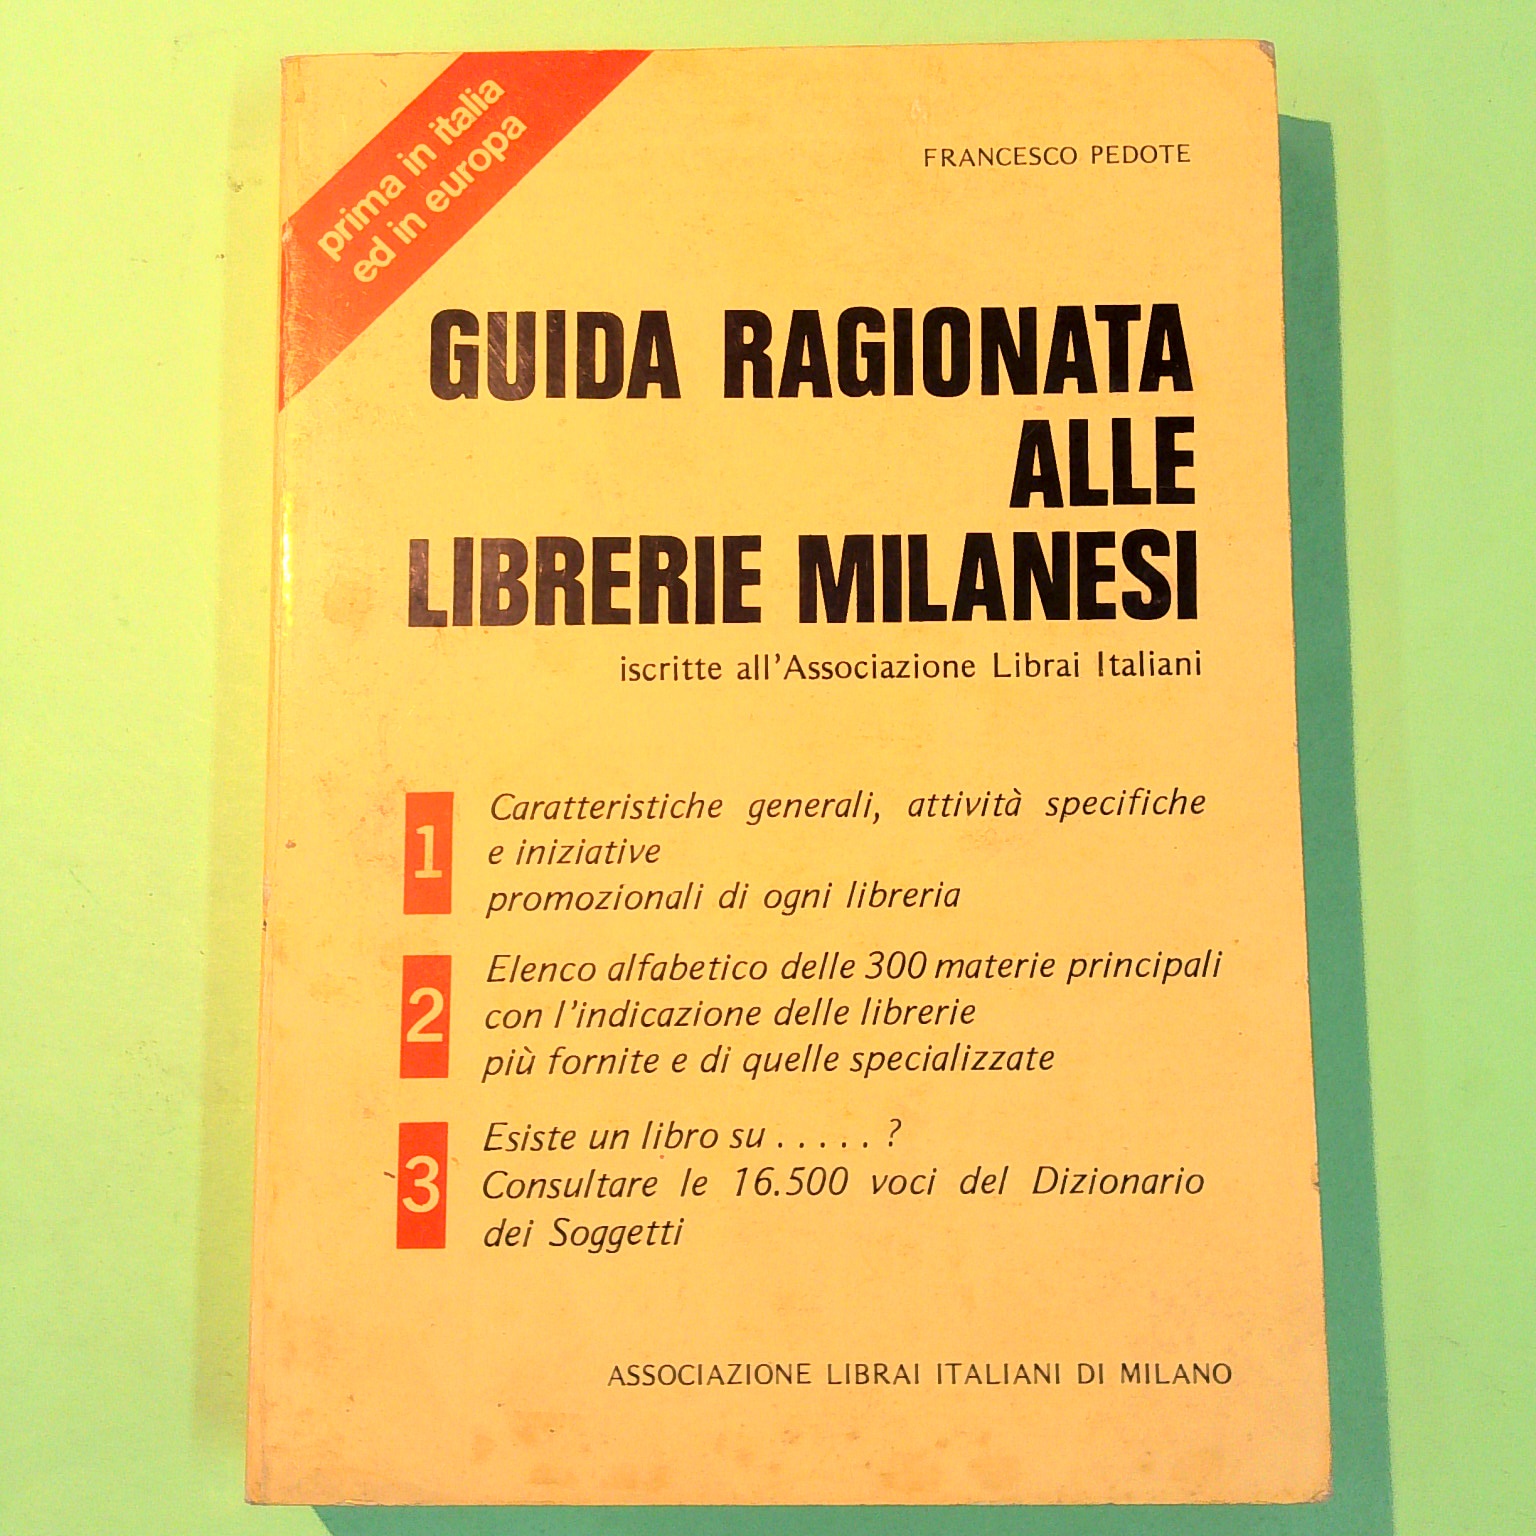 prima in italia
ed in europa
FRANCESCO PEDOTE
GUIDA RAGIONATA
ALLE
LIBRERIE MILANESI
iscritte all'Associazione Librai Italiani
1
Caratteristiche generali, attività specifiche
e iniziative
promozionali di ogni libreria
2
Elenco alfabetico delle 300 materie principali
con l'indicazione delle librerie
più fornite e di quelle specializzate
3
Esiste un libro su . . . . . ?
Consultare le 16.500 voci del Dizionario
dei Soggetti
ASSOCIAZIONE LIBRAI ITALIANI DI MILANO